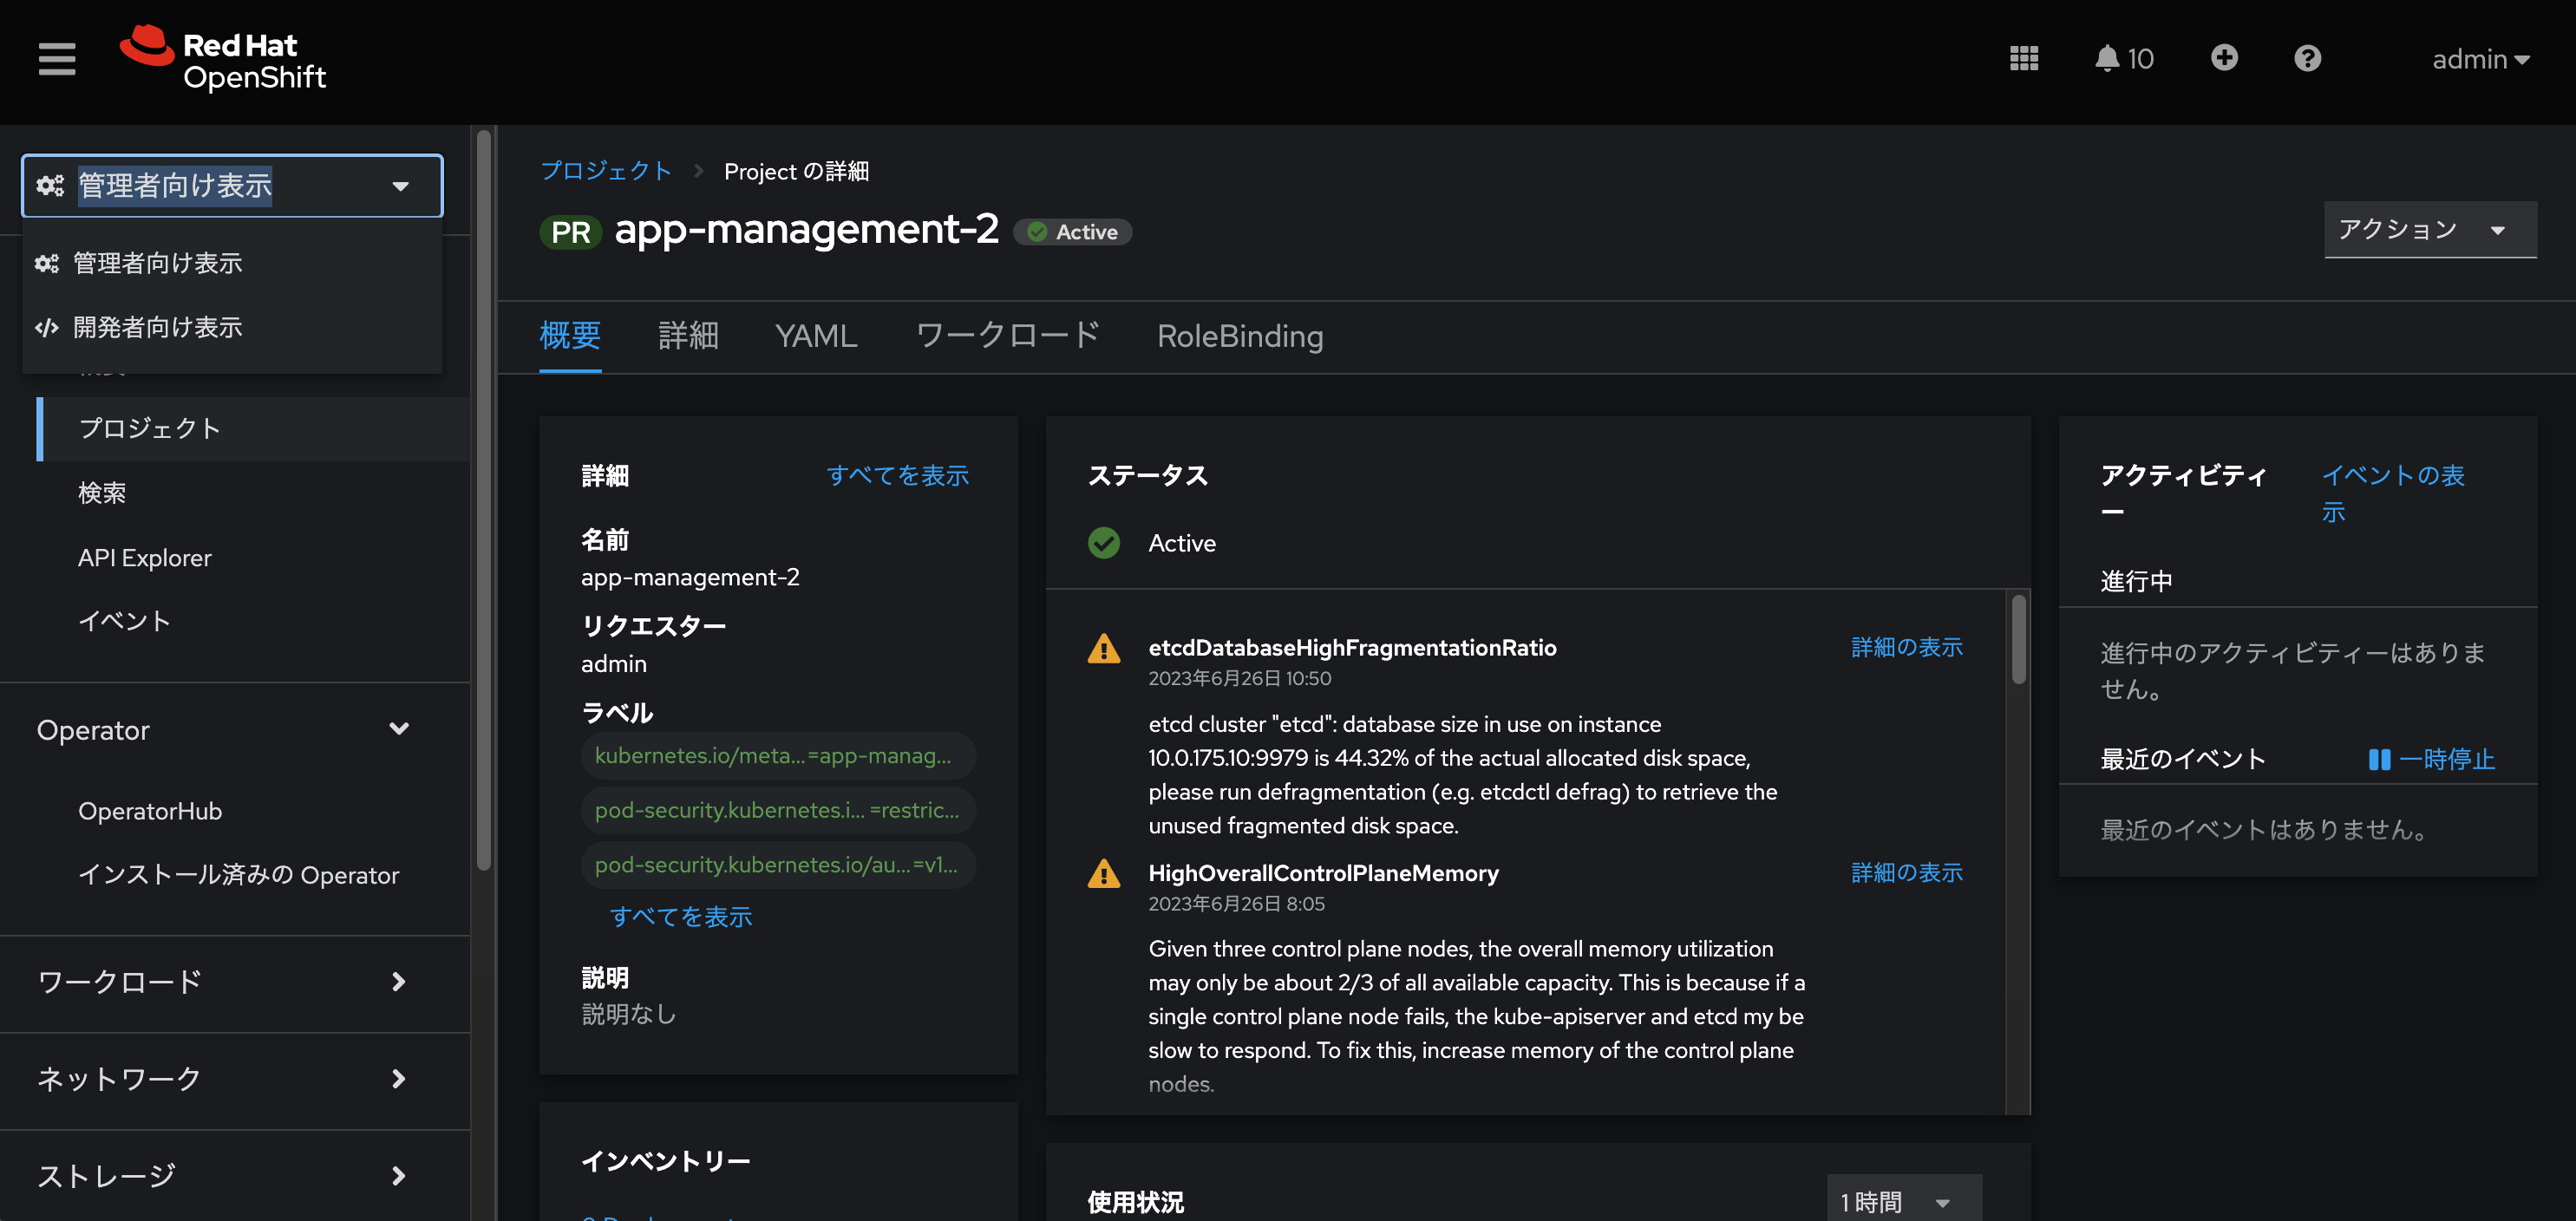 Red Hat
OpenShift
10
admin
管理者向け表示
管理者向け表示
開発者向け表示
プロジェクト
検索
API Explorer
イベント
Operator
OperatorHub
インストール済みの Operator
ワークロード
ネットワーク
ストレージ
プロジェクト
Project の詳細
PR app-management-2 Active
アクション
概要 詳細 YAML ワークロード RoleBinding
詳細 すべてを表示
名前
app-management-2
リクエスター
admin
ラベル
kubernetes.io/meta...=app-manag...
pod-security.kubernetes.i... =restric...
pod-security.kubernetes.io/au...=v1...
すべてを表示
説明
説明なし
インベントリー
ステータス
Active
etcdDatabaseHighFragmentationRatio 詳細の表示
2023年6月26日 10:50
etcd cluster "etcd": database size in use on instance
10.0.175.10:9979 is 44.32% of the actual allocated disk space,
please run defragmentation (e.g. etcdctl defrag) to retrieve the
unused fragmented disk space.
HighOverallControlPlaneMemory 詳細の表示
2023年6月26日 8:05
Given three control plane nodes, the overall memory utilization
may only be about 2/3 of all available capacity. This is because if a
single control plane node fails, the kube-apiserver and etcd my be
slow to respond. To fix this, increase memory of the control plane
nodes.
使用状況 1 時間
アクティビティ
ー
イベントの表
示
進行中
進行中のアクティビティーはありま
せん。
最近のイベント 一時停止
最近のイベントはありません。